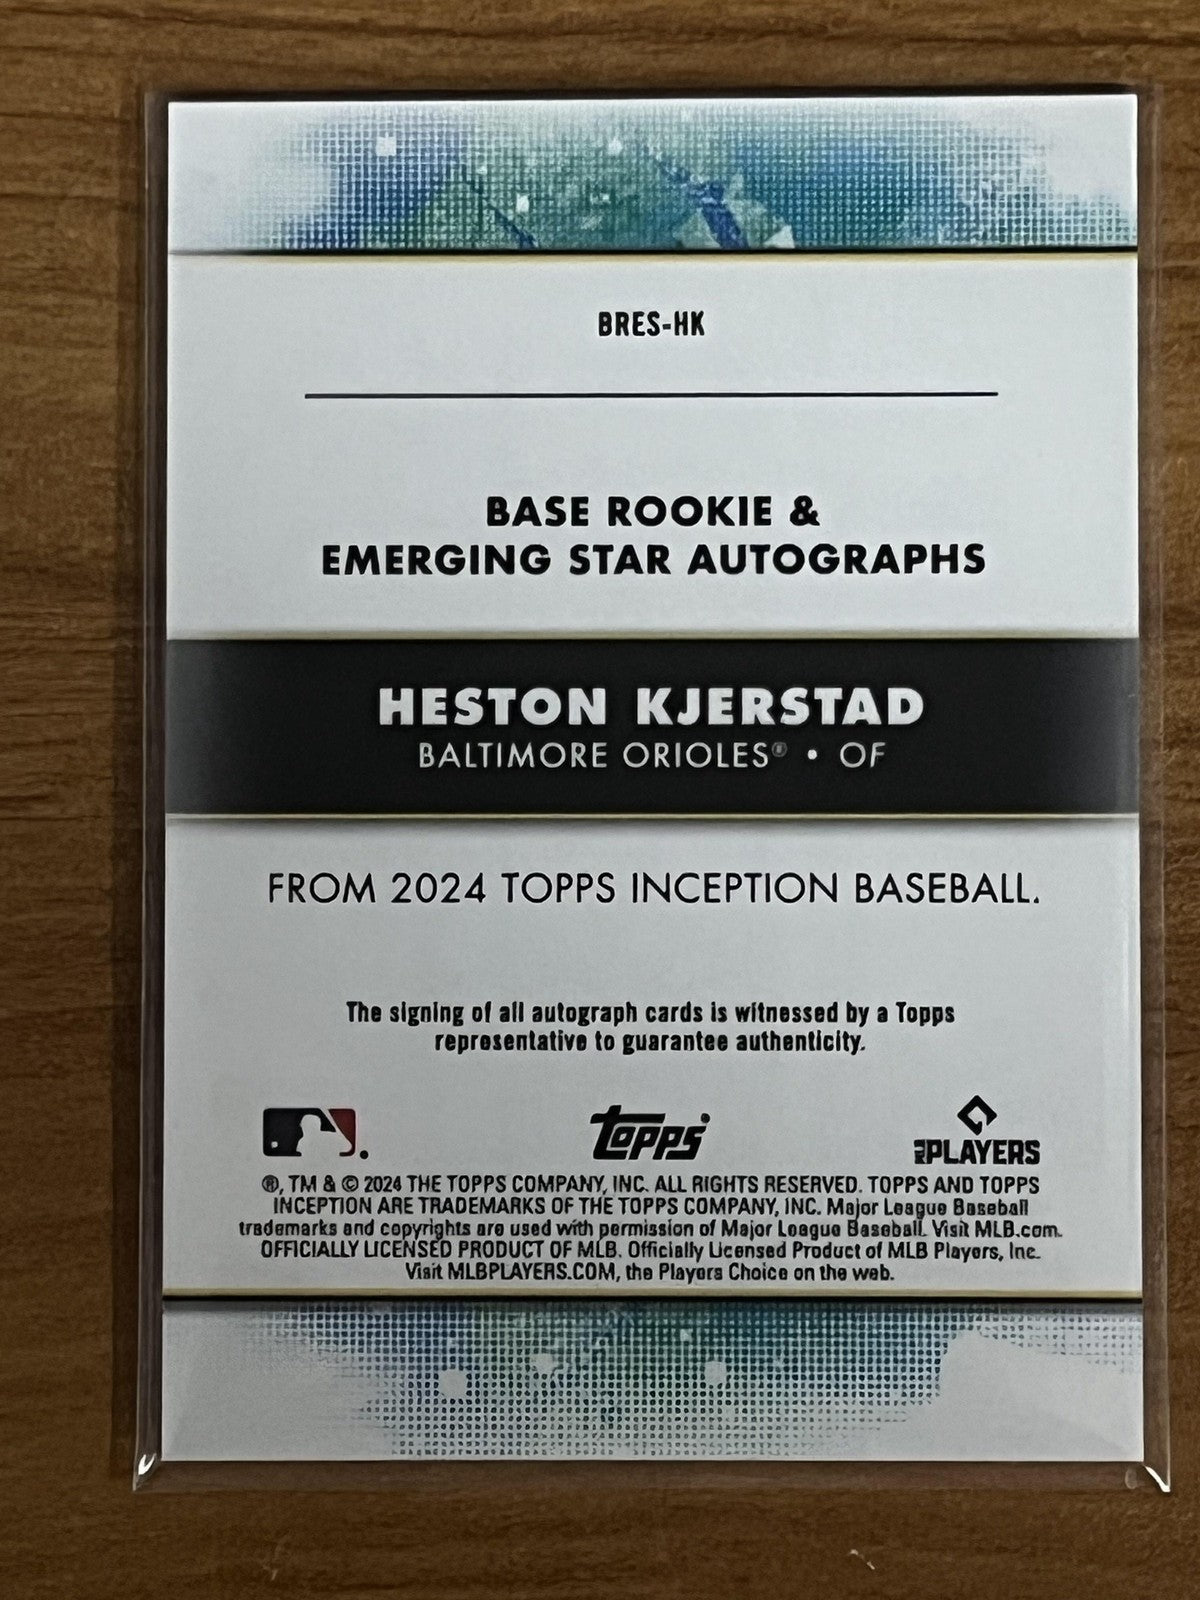 BRES-HK
BASE ROOKIE &
EMERGING STAR AUTOGRAPHS
HESTON KJERSTAD
BALTIMORE ORIOLES® • OF
FROM 2024 TOPPS INCEPTION BASEBALL.
The signing of all autograph cards is witnessed by a Topps
representative to guarantee authenticity.
topps
PLAYERS
®, TM & © 2024 THE TOPPS COMPANY, INC. ALL RIGHTS RESERVED. TOPPS AND TOPPS
INCEPTION ARE TRADEMARKS OF THE TOPPS COMPANY, INC. Major League Baseball
trademarks and copyrights are used with permission of Major League Baseball. Visit MLB.com.
OFFICIALLY LICENSED PRODUCT OF MLB. Officially Licensed Product of MLB Players, Inc.
Visit MLBPLAYERS.COM, the Players Choice on the web.